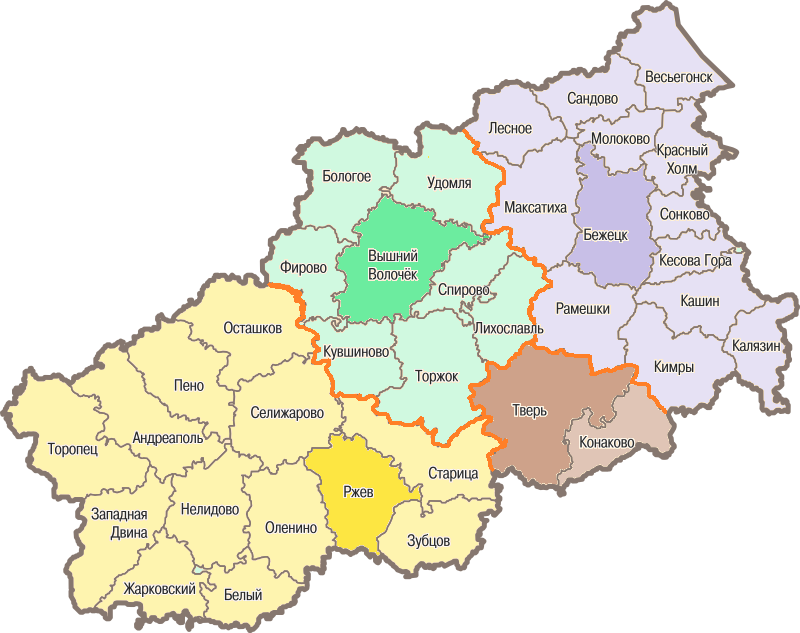 Весьегонск
Сандово
Лесное
Молоково
Красный
Холм
Бологое
Удомля
Максатиха
Сонково
Бежецк
Вышний
Волочёк
Фирово
Кесова Гора
Спирово
Кашин
Рамешки
Осташков
Лихославль
Кувшиново
Калязин
Торжок
Кимры
Пено
Селижарово
Тверь
Андреаполь
Конаково
Торопец
Старица
Ржев
Западная
Двина
Нелидово
Оленино
Зубцов
Жарковский
Белый